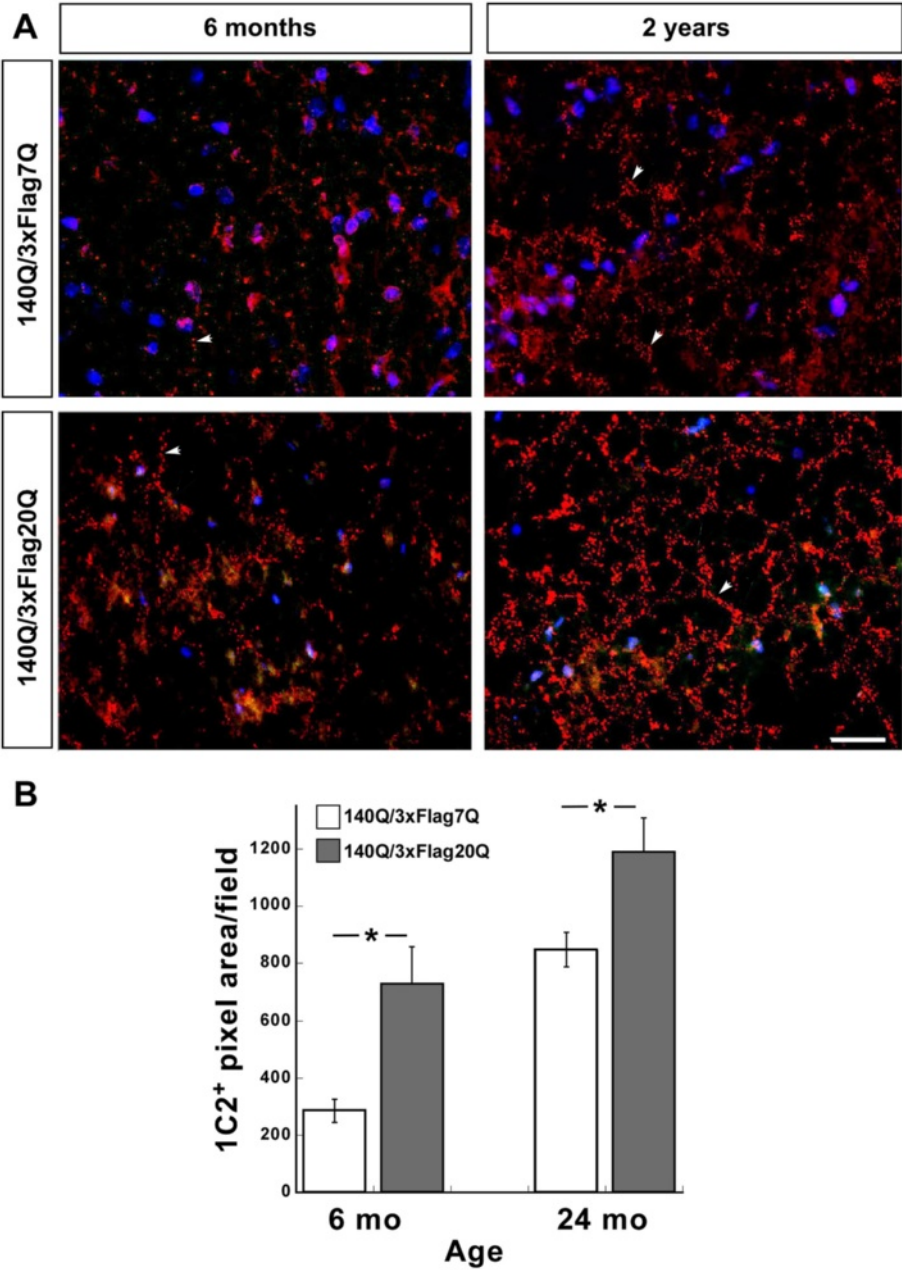 A
6 months
2 years
140Q/3xFlag7Q
140Q/3xFlag20Q
B
140Q/3xFlag7Q
140Q/3xFlag20Q
*
*
1C2+ pixel area/field
1200
1000
800
600
400
200
0
6 mo
24 mo
Age